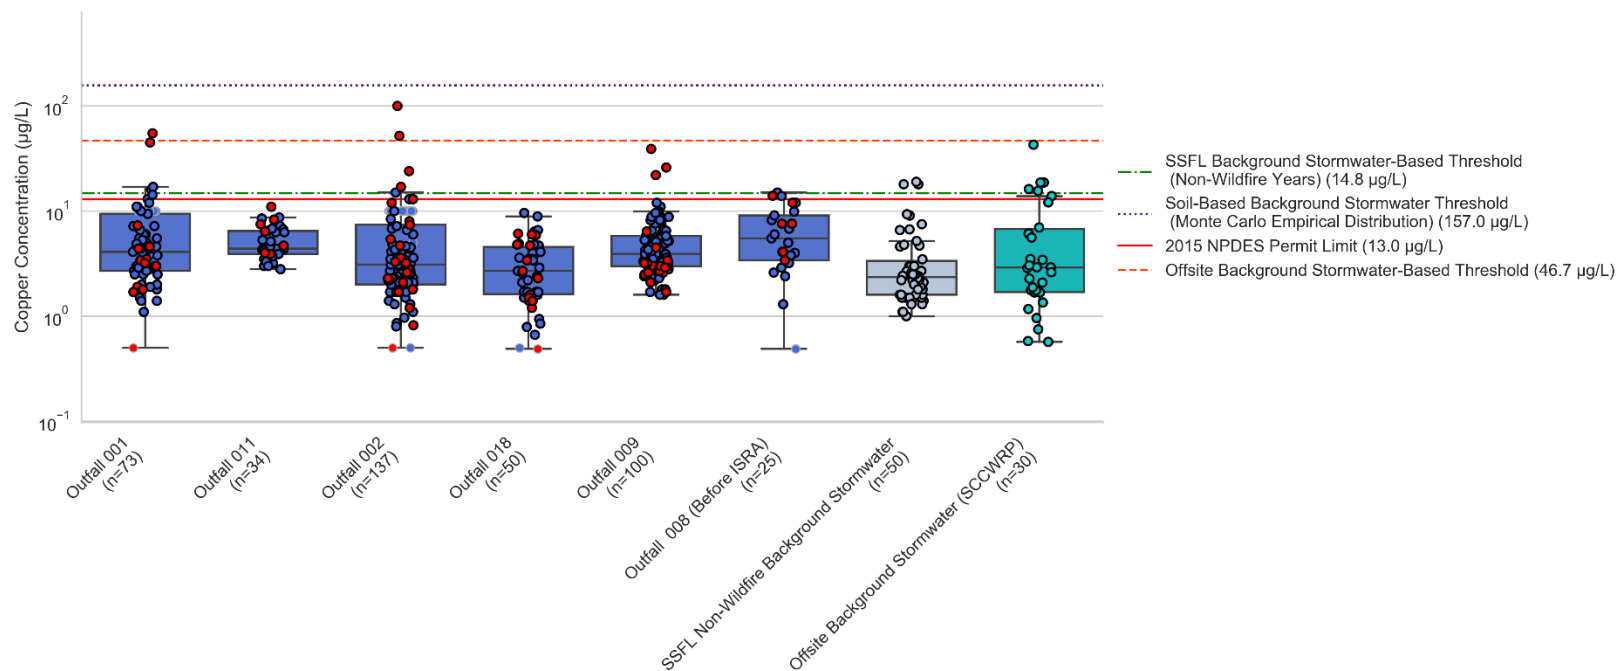 Copper Concentration (µg/L)
10²
10¹
10⁰
10⁻¹
Outfall 001
(n=73)
Outfall 011
(n=34)
Outfall 002
(n=137)
Outfall 018
(n=50)
Outfall 009
(n=100)
Outfall 008 (Before ISRA)
(n=25)
SSFL Non-Wildfire Background Stormwater
(n=50)
Offsite Background Stormwater (SCCWRP)
(n=30)
SSFL Background Stormwater-Based Threshold
(Non-Wildfire Years) (14.8 µg/L)
Soil-Based Background Stormwater Threshold
(Monte Carlo Empirical Distribution) (157.0 µg/L)
2015 NPDES Permit Limit (13.0 µg/L)
Offsite Background Stormwater-Based Threshold (46.7 µg/L)